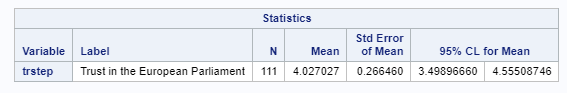 Statistics
Variable Label N Mean Std Error of Mean 95% CL for Mean
trstep Trust in the European Parliament 111 4.027027 0.266460 3.49896660 4.55508746